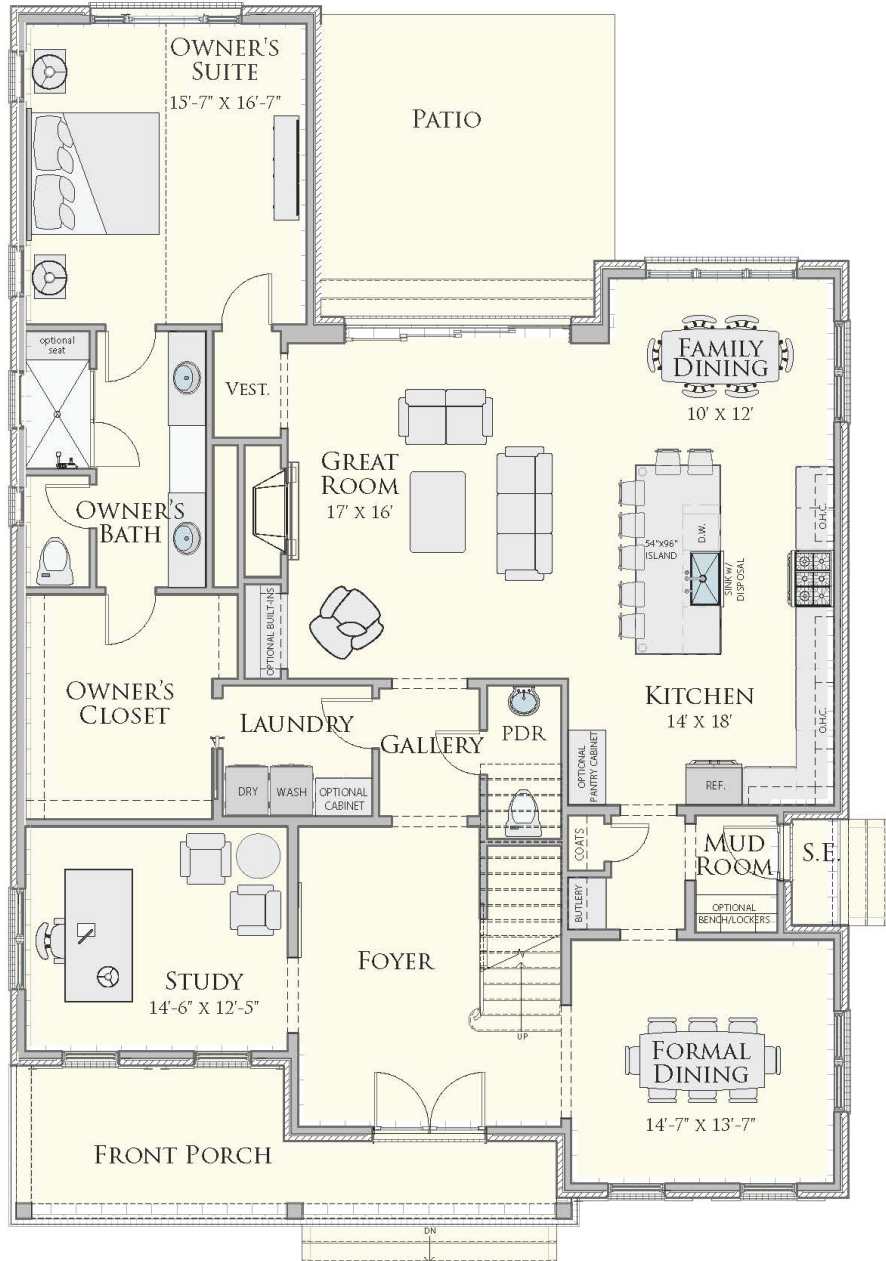 OWNER'S
SUITE
15'-7" X 16'-7"
PATIO
optional
seat
VEST.
FAMILY
DINING
10' X 12'
GREAT
ROOM
17' X 16'
OWNER'S
BATH
54"x96"
ISLAND
D.W.
SINK W/
DISPOSAL
O.H.C.
OPTIONAL BUILT-INS
OWNER'S
CLOSET
LAUNDRY
GALLERY
PDR
KITCHEN
14' X 18'
O.H.C.
DRY
WASH
OPTIONAL
CABINET
OPTIONAL
PANTRY CABINET
REF.
COATS
MUD
ROOM
S.E.
BUTLERY
OPTIONAL
BENCH/LOCKERS
STUDY
14'-6" X 12'-5"
FOYER
UP
FORMAL
DINING
14'-7" X 13'-7"
FRONT PORCH
DN